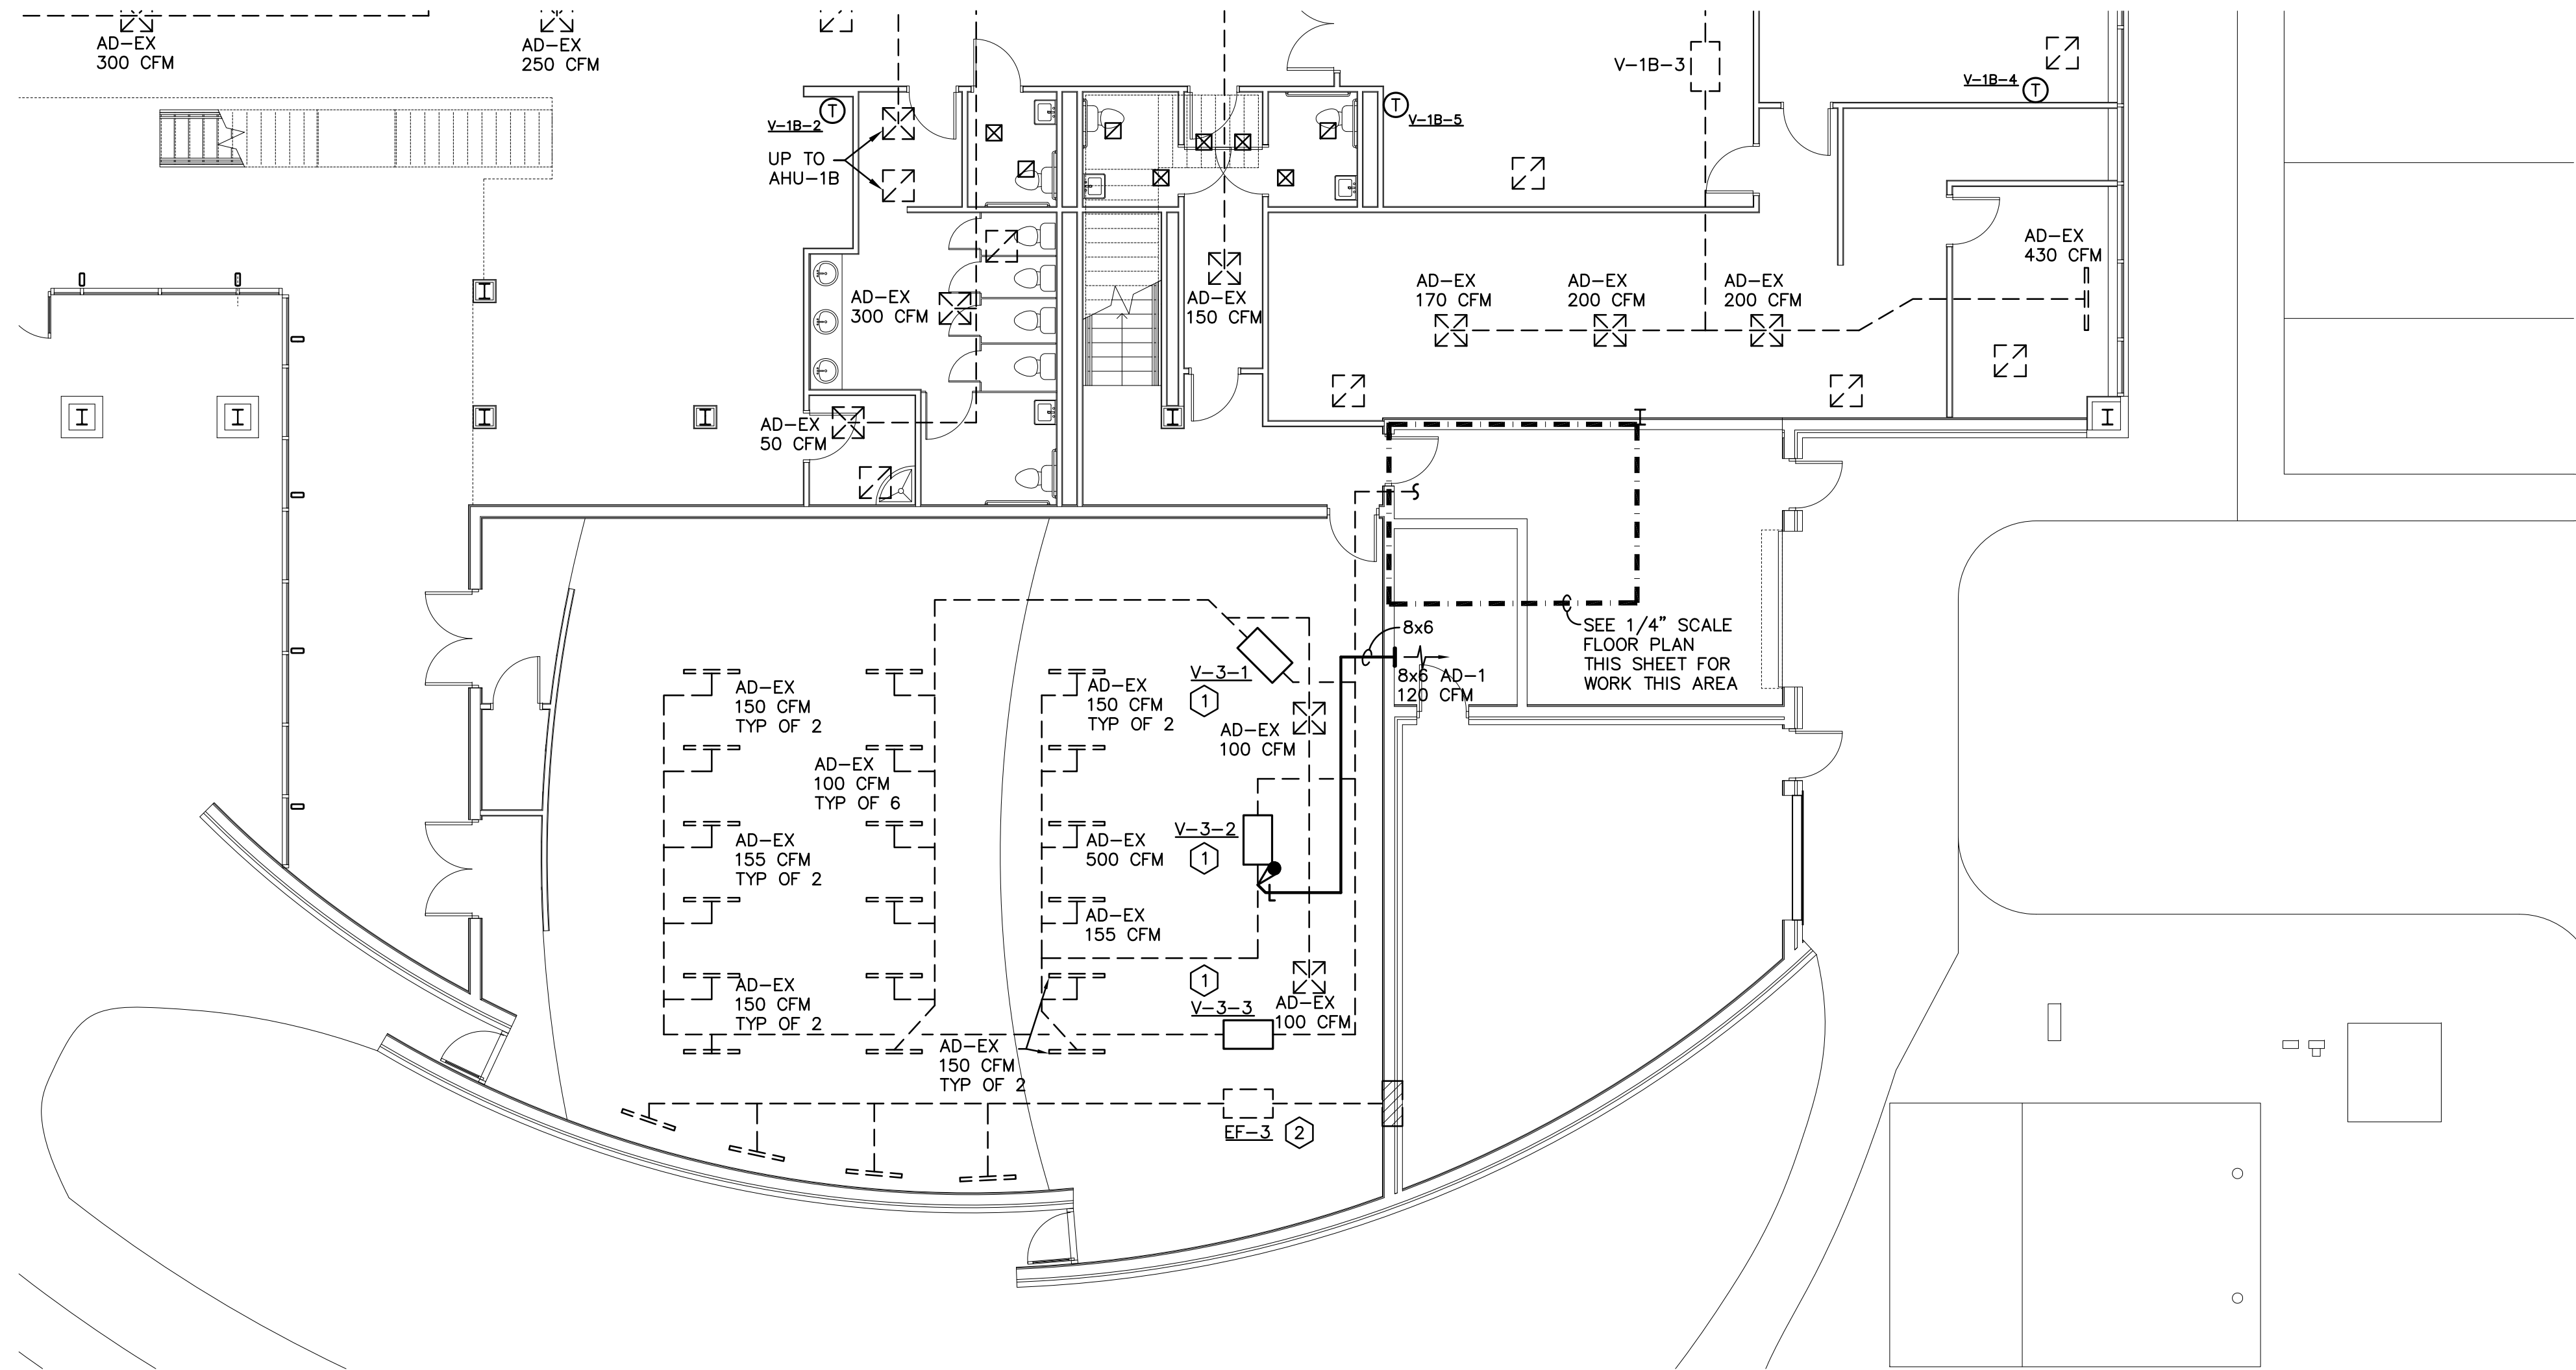 AD-EX
300 CFM
AD-EX
250 CFM
V-1B-3
V-1B-4
T
V-1B-2
T
T
V-1B-5
UP TO
AHU-1B
AD-EX
430 CFM
AD-EX
300 CFM
AD-EX
150 CFM
AD-EX
170 CFM
AD-EX
200 CFM
AD-EX
200 CFM
AD-EX
50 CFM
8x6
SEE 1/4" SCALE
FLOOR PLAN
THIS SHEET FOR
WORK THIS AREA
8x6 AD-1
120 CFM
V-3-1
1
AD-EX
150 CFM
TYP OF 2
AD-EX
150 CFM
TYP OF 2
AD-EX
100 CFM
AD-EX
100 CFM
TYP OF 6
V-3-2
1
AD-EX
155 CFM
TYP OF 2
AD-EX
500 CFM
AD-EX
155 CFM
1
V-3-3
AD-EX
150 CFM
TYP OF 2
AD-EX
100 CFM
AD-EX
150 CFM
TYP OF 2
EF-3
2